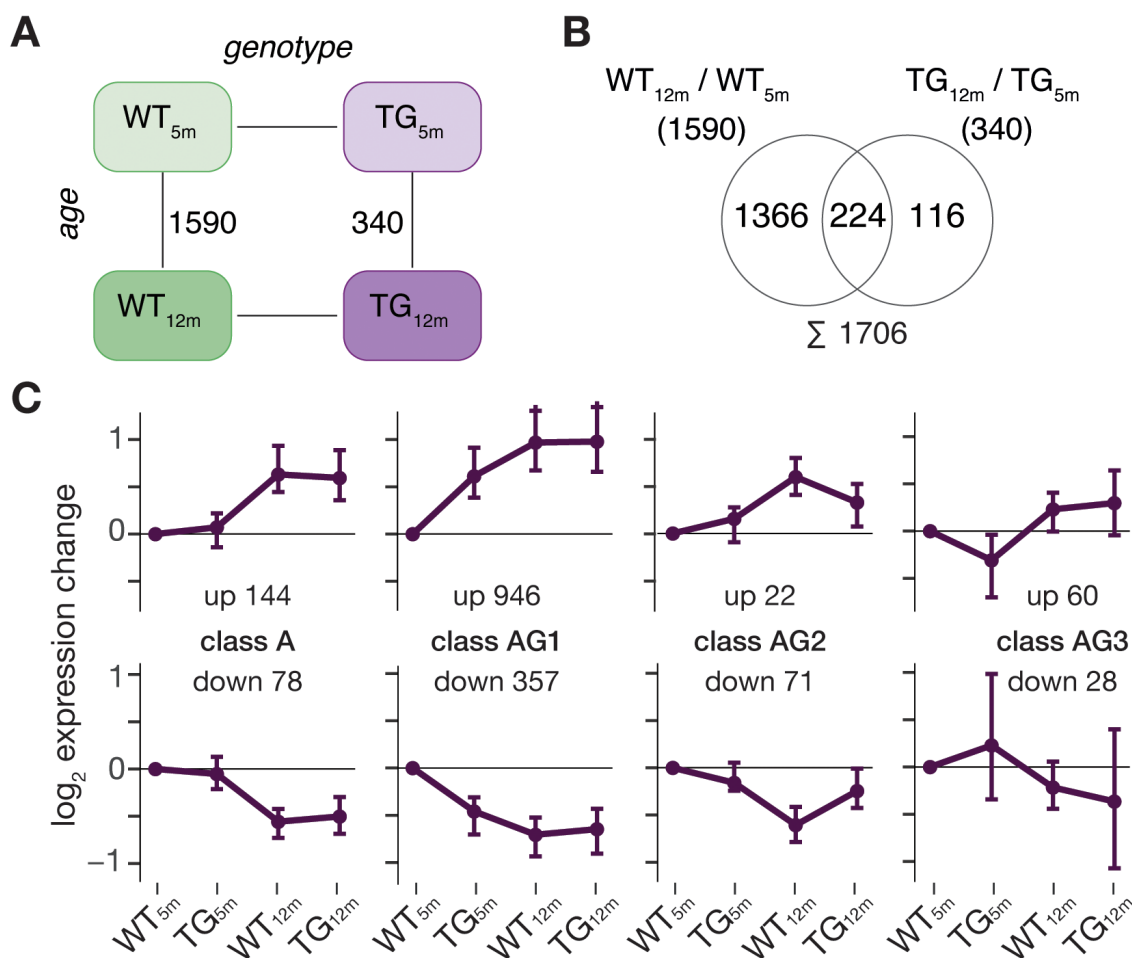 A
genotype
WT5m
TG5m
age
1590
340
WT12m
TG12m
B
WT12m / WT5m
(1590)
TG12m / TG5m
(340)
1366
224
116
∑ 1706
C
log2 expression change
1
0
up 144
up 946
up 22
up 60
class A
class AG1
class AG2
class AG3
1
0
−1
down 78
down 357
down 71
down 28
WT5m
TG5m
WT12m
TG12m
WT5m
TG5m
WT12m
TG12m
WT5m
TG5m
WT12m
TG12m
WT5m
TG5m
WT12m
TG12m